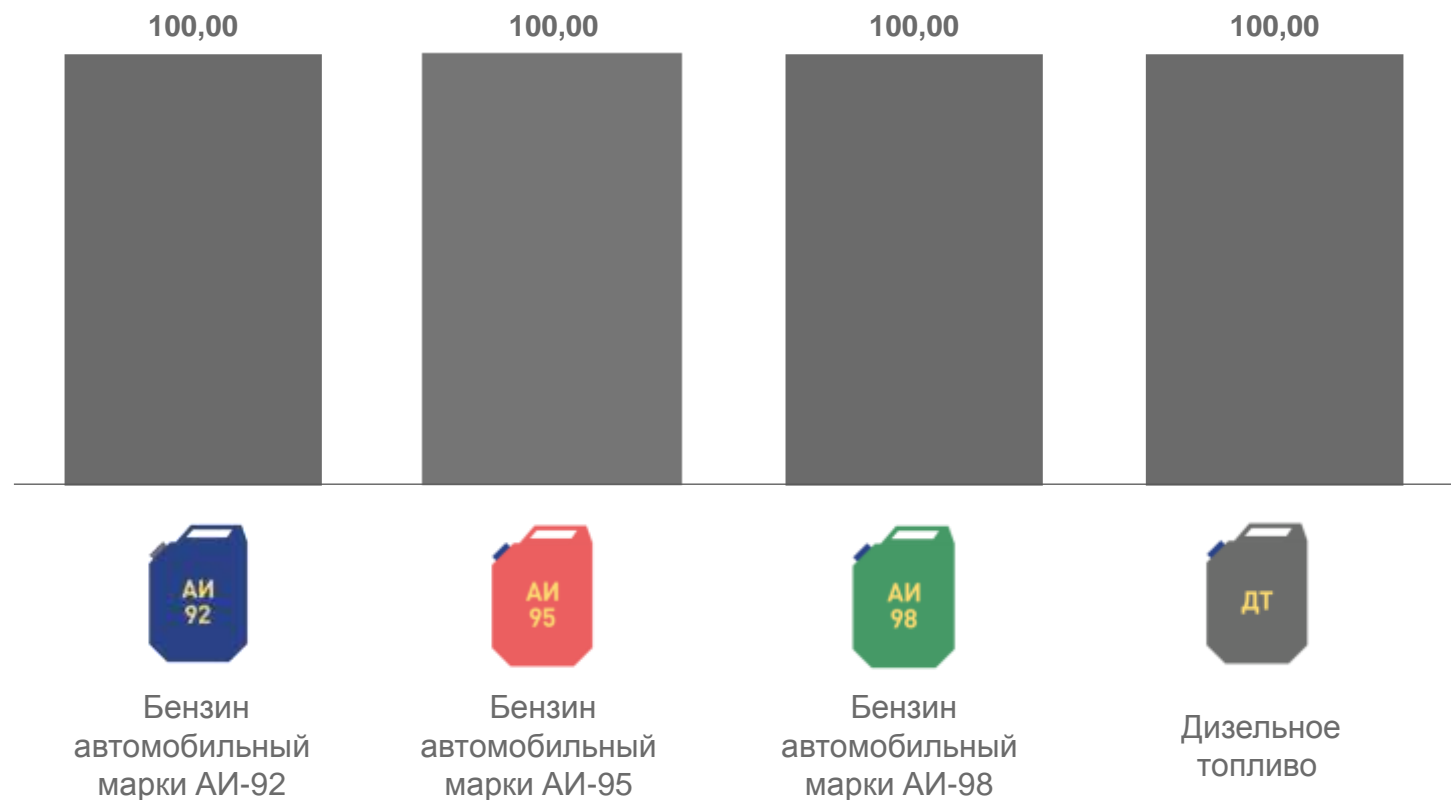 100,00
100,00
100,00
100,00
АИ
92
АИ
95
АИ
98
ДТ
Бензин
автомобильный
марки АИ-92
Бензин
автомобильный
марки АИ-95
Бензин
автомобильный
марки АИ-98
Дизельное
топливо